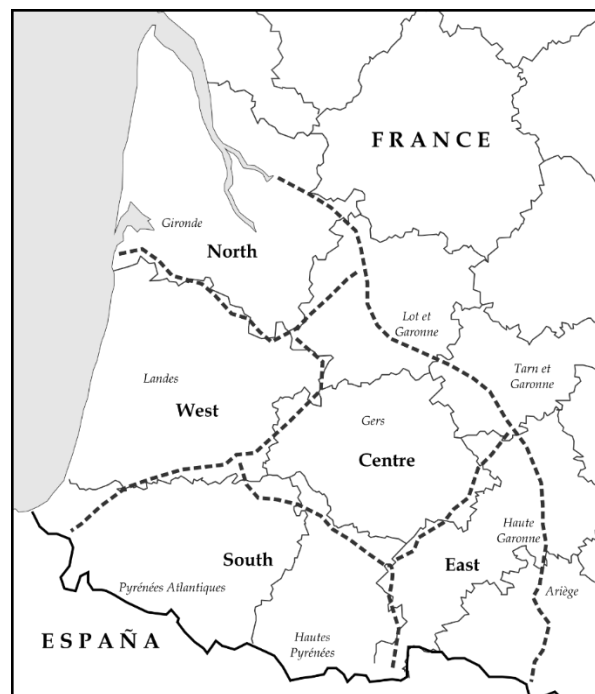 FRANCE
Gironde
North
Lot et
Garonne
Tarn et
Garonne
Landes
West
Gers
Centre
Haute
Garonne
South
East
Pyrénées Atlantiques
Ariège
Hautes
Pyrénées
ESPAÑA